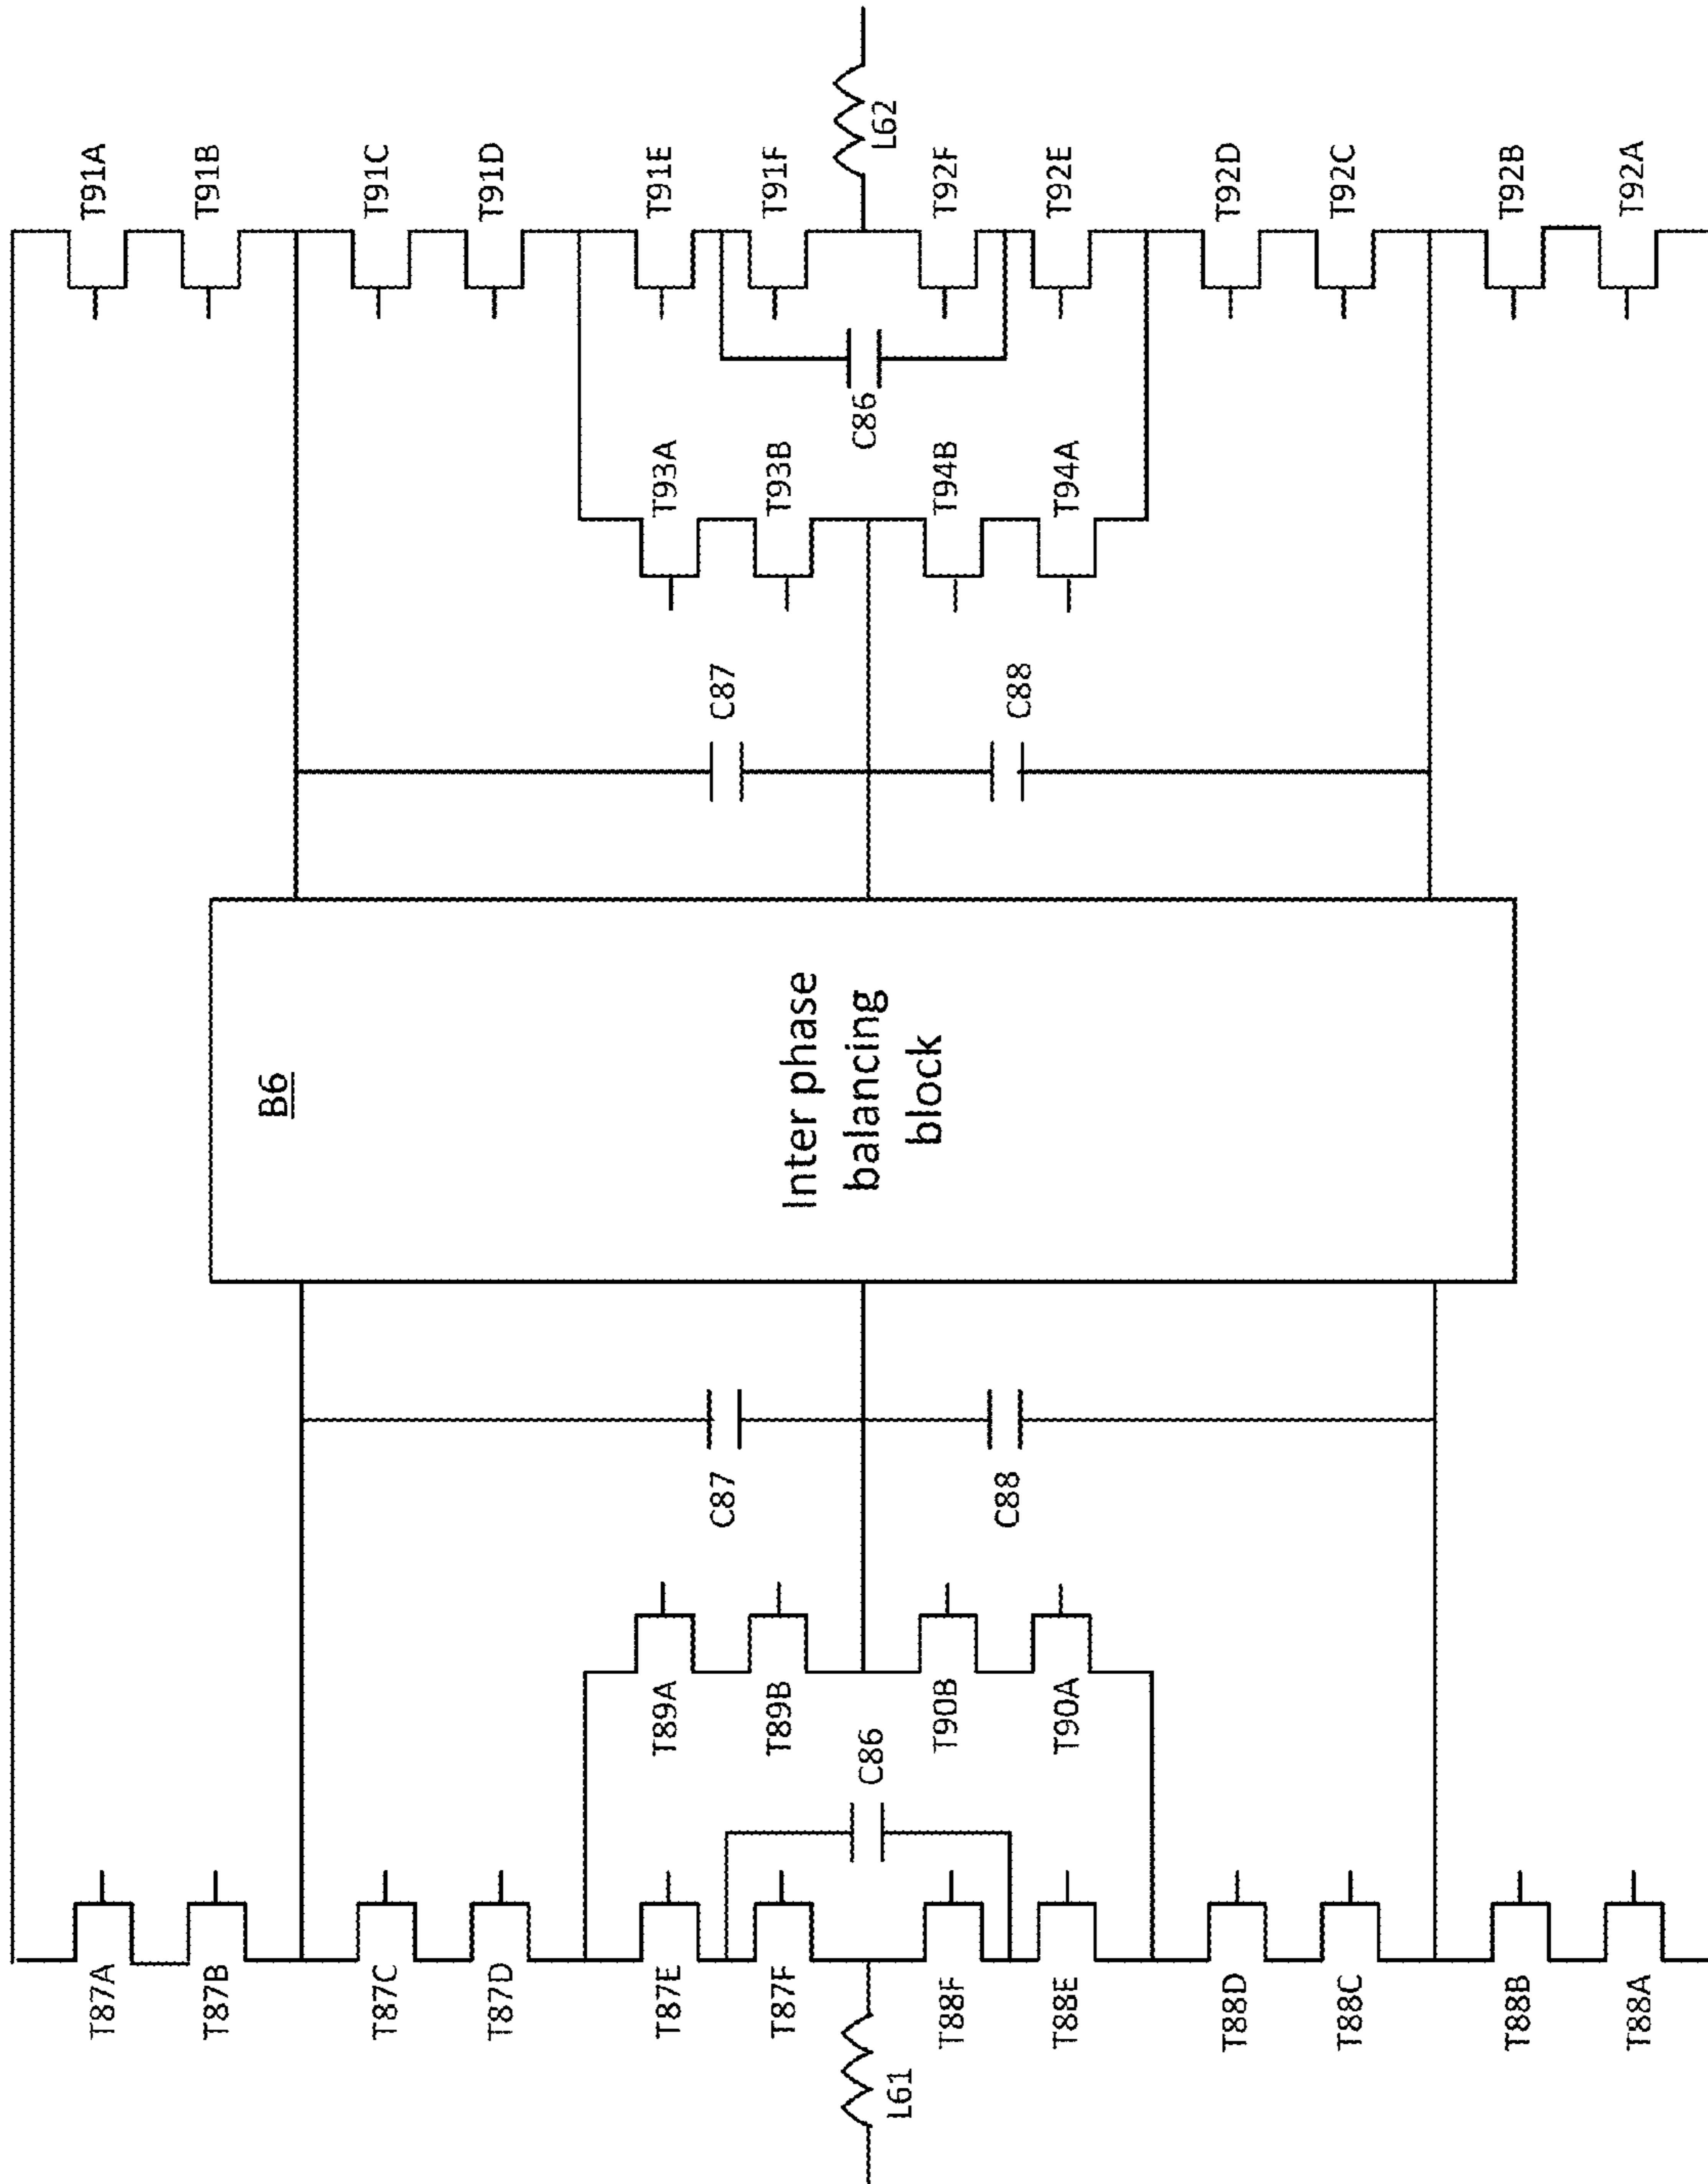 T87A
T87B
T87C
T87D
T87E
T87F
T88F
T88E
T88D
T88C
T88B
T88A
L61
C86
T89A
T89B
T90B
T90A
C87
C88
B6
Inter phase
balancing
block
C87
C88
T93A
T93B
T94B
T94A
C86
L62
T91A
T91B
T91C
T91D
T91E
T91F
T92F
T92E
T92D
T92C
T92B
T92A